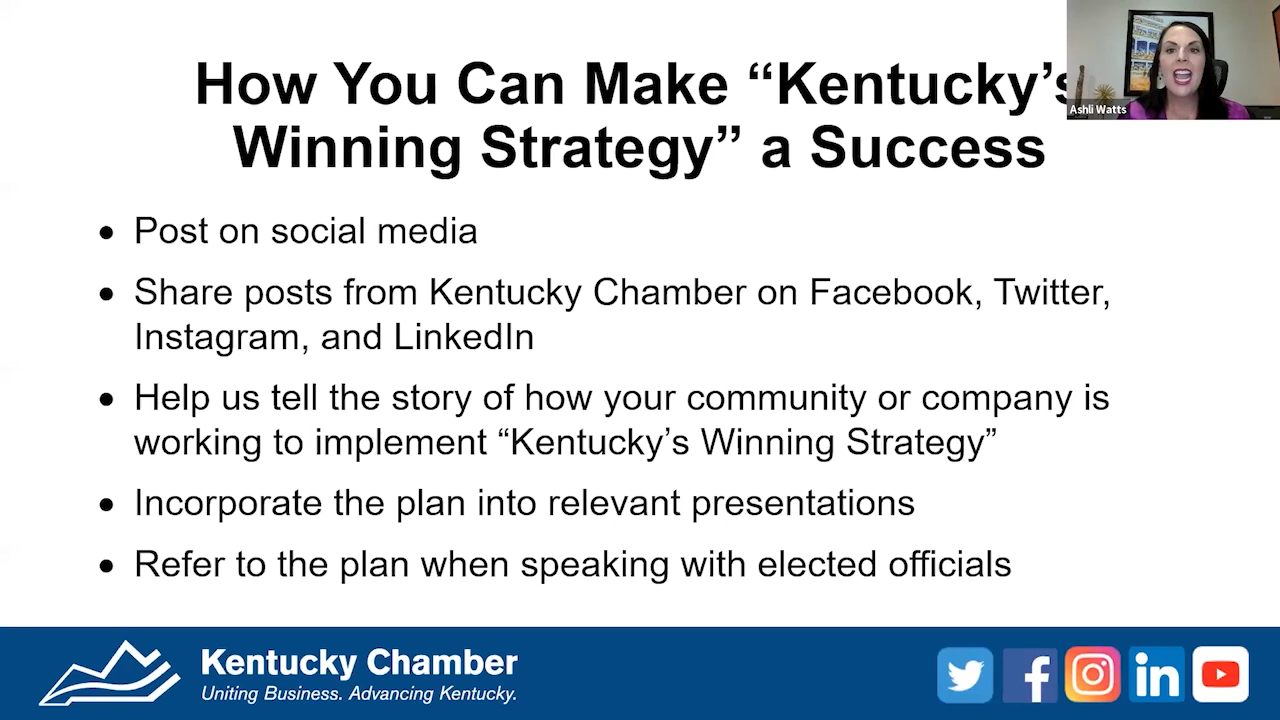 How You Can Make “Kentucky’s
Winning Strategy” a Success
Ashli Watts
• Post on social media
• Share posts from Kentucky Chamber on Facebook, Twitter,
Instagram, and LinkedIn
• Help us tell the story of how your community or company is
working to implement “Kentucky’s Winning Strategy”
• Incorporate the plan into relevant presentations
• Refer to the plan when speaking with elected officials
Kentucky Chamber
Uniting Business. Advancing Kentucky.